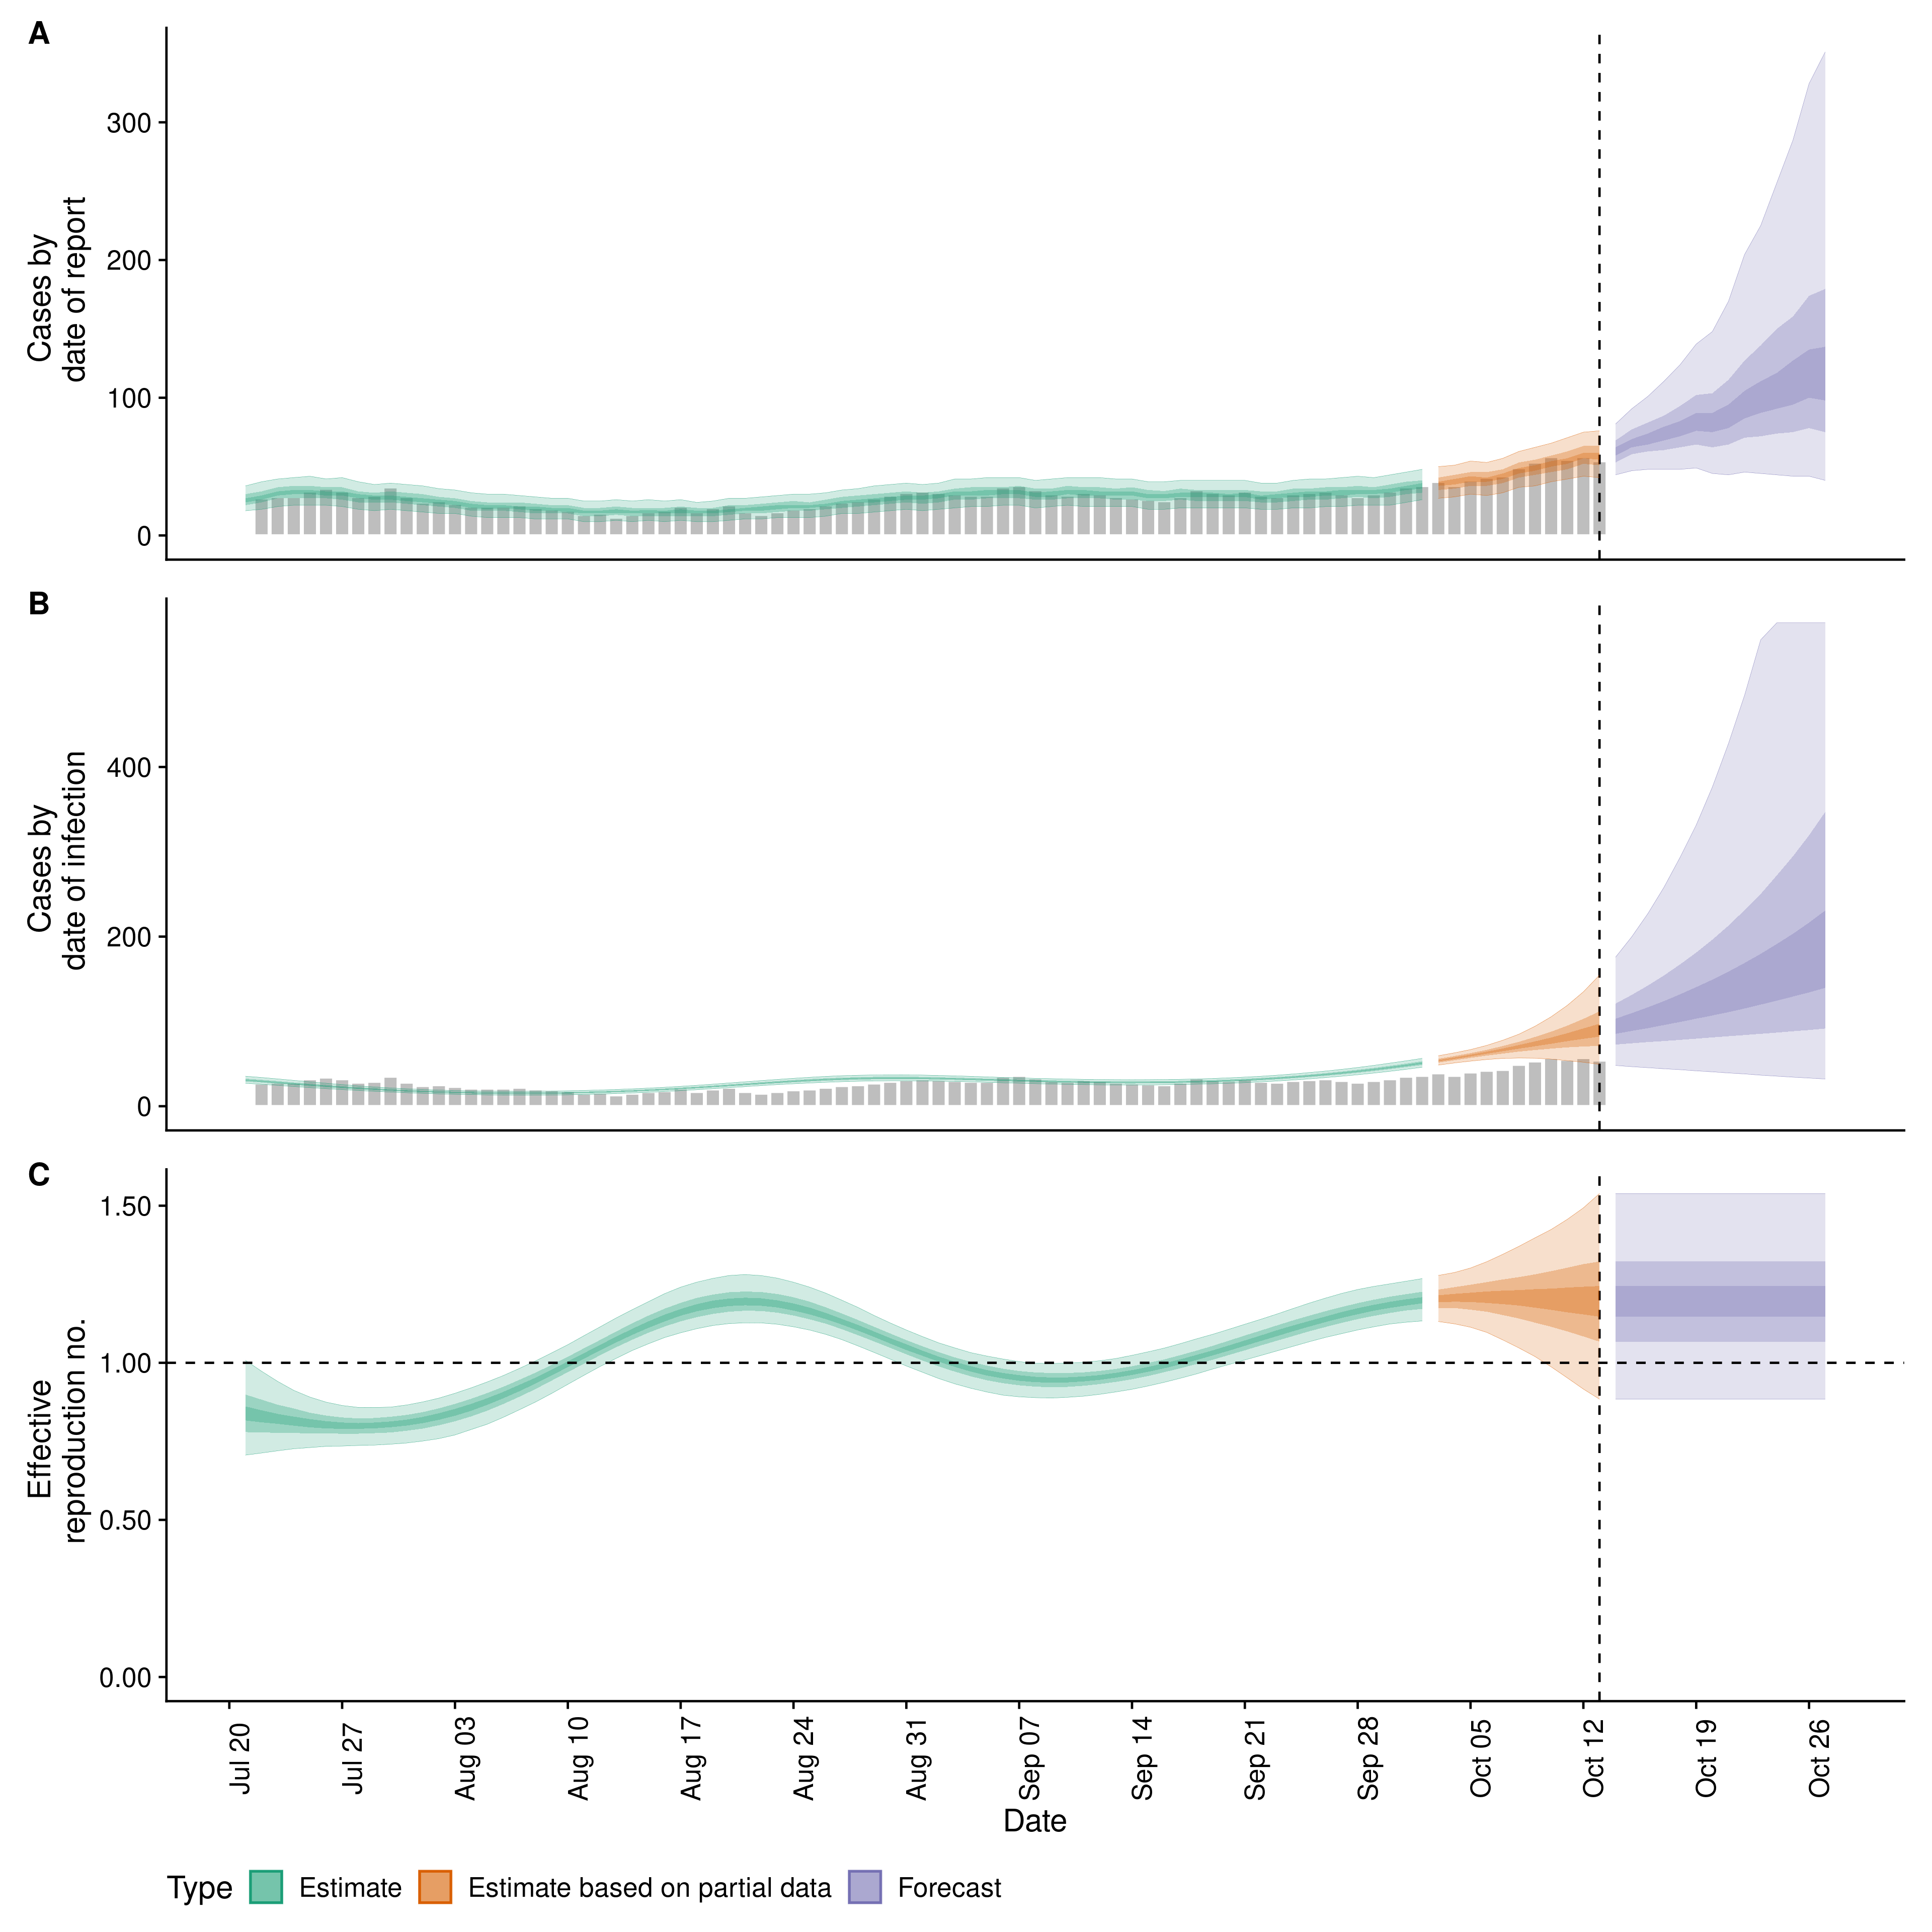 A
300
200
100
0
Cases by
date of report
B
400
200
0
Cases by
date of infection
C
1.50
1.00
0.50
0.00
Effective
reproduction no.
Jul 20
Jul 27
Aug 03
Aug 10
Aug 17
Aug 24
Aug 31
Sep 07
Sep 14
Sep 21
Sep 28
Oct 05
Oct 12
Oct 19
Oct 26
Date
Type Estimate Estimate based on partial data Forecast